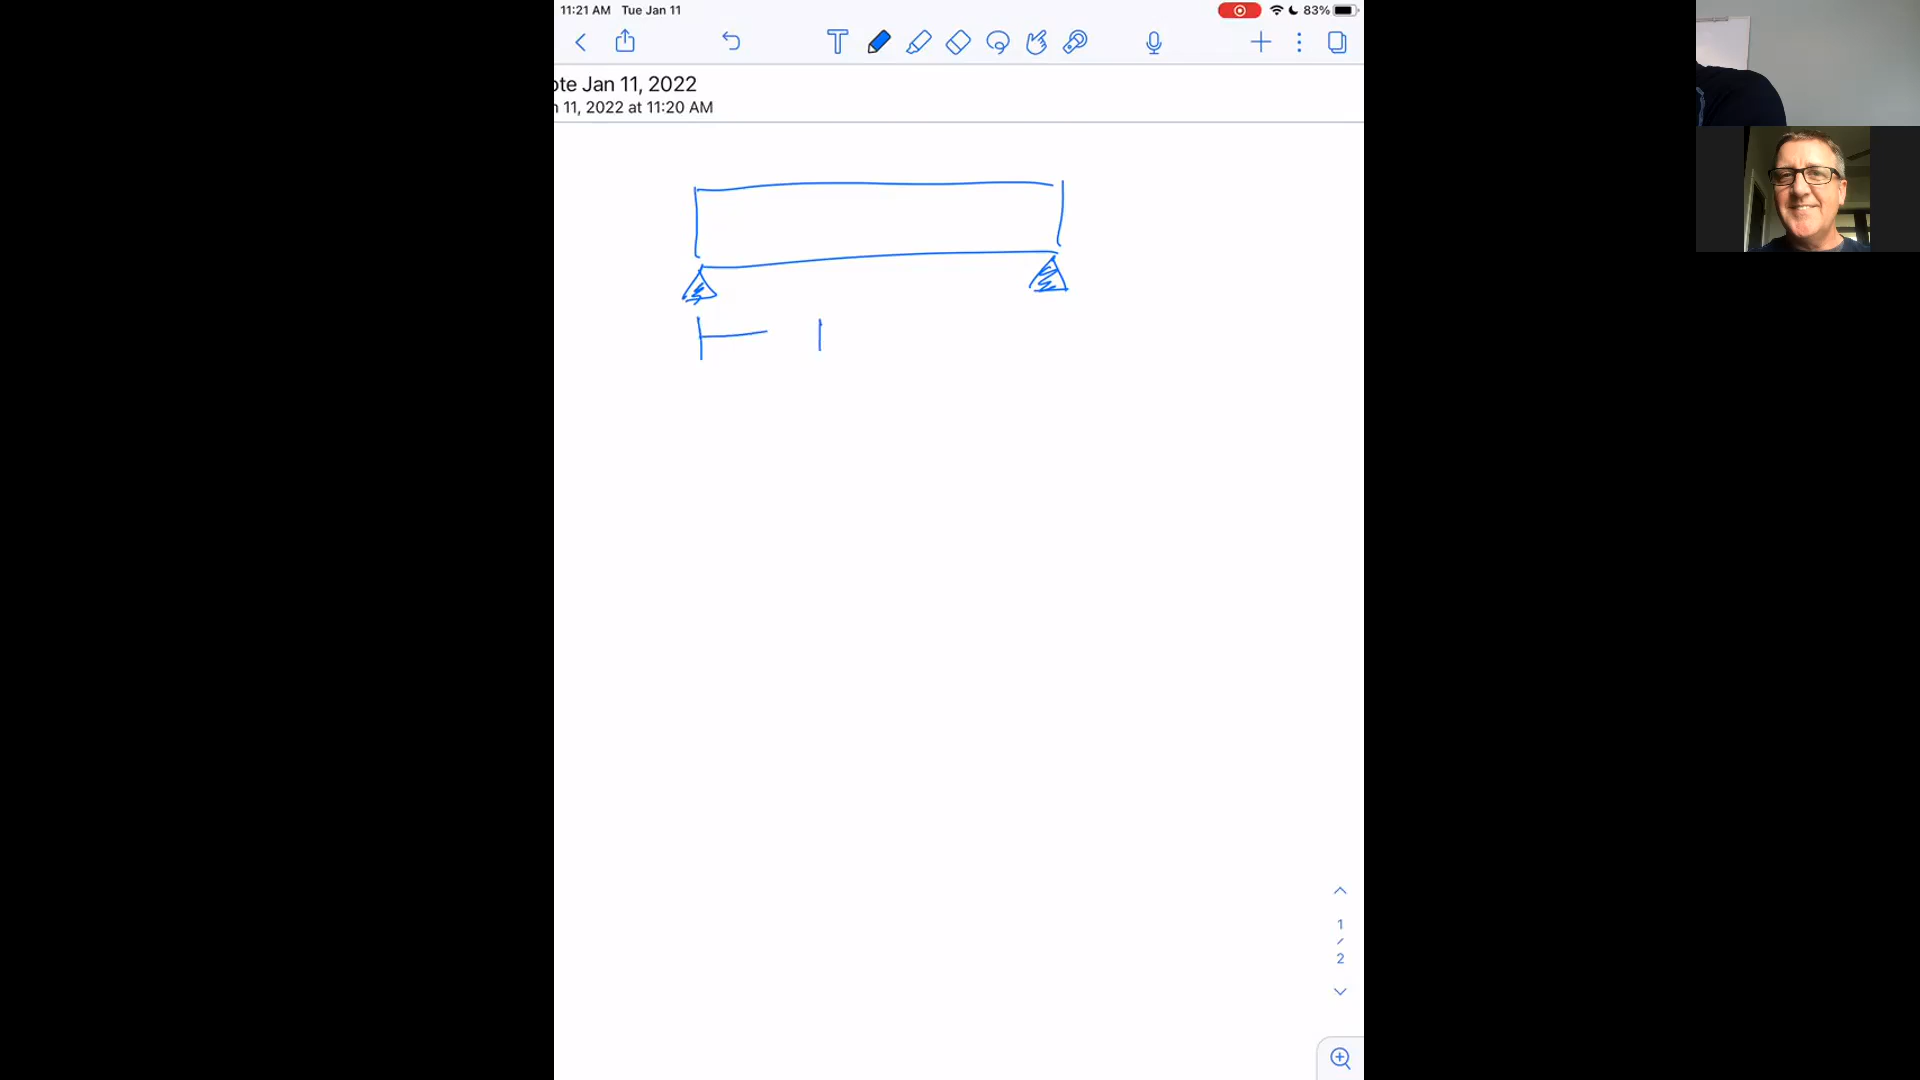 11:21 AM Tue Jan 11
83%
T
ote Jan 11, 2022
11, 2022 at 11:20 AM
1
/
2